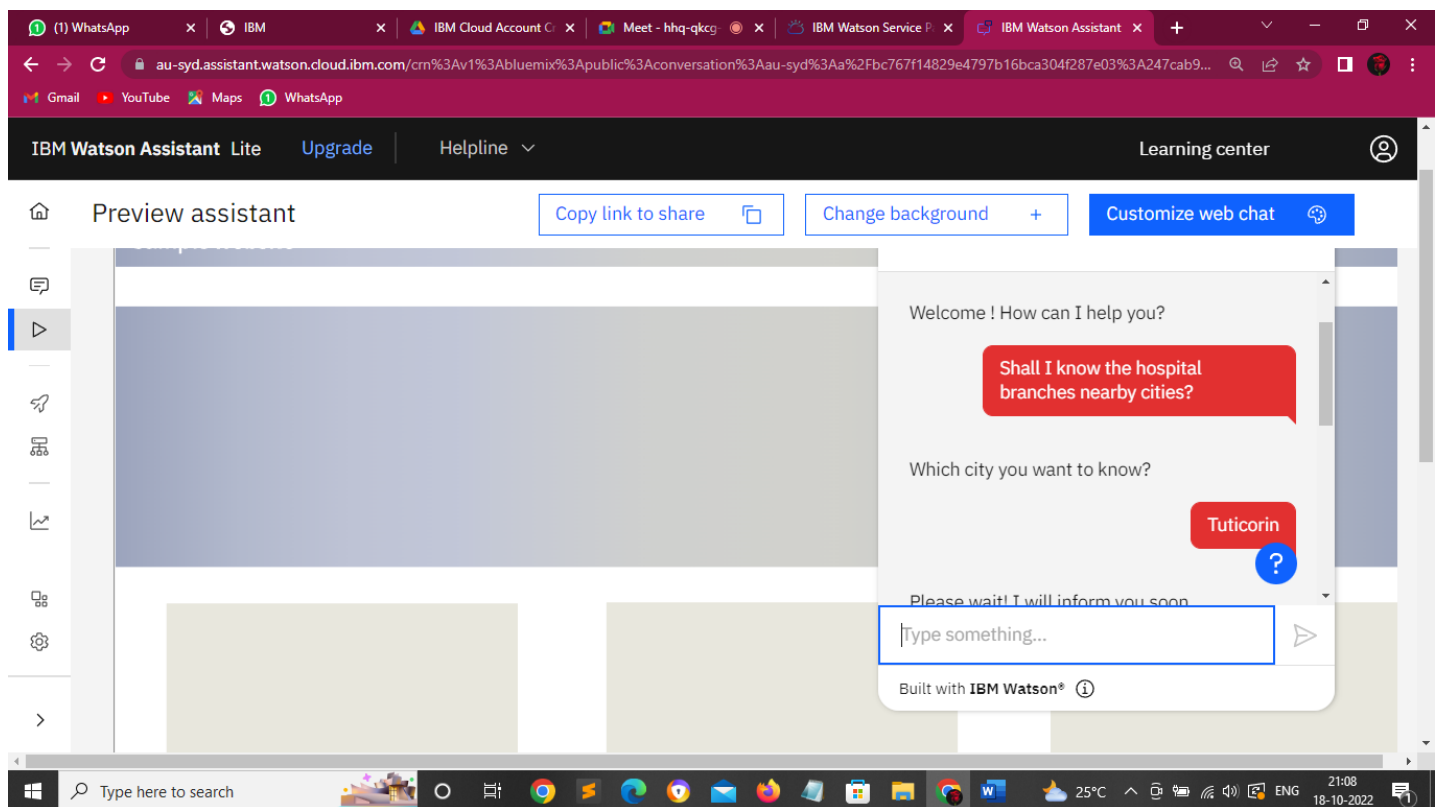 (1) WhatsApp
IBM
IBM Cloud Account Cr
Meet - hhq-qkcg-
IBM Watson Service P
IBM Watson Assistant
au-syd.assistant.watson.cloud.ibm.com/crn%3Av1%3Abluemix%3Apublic%3Aconversation%3Aau-syd%3Aa%2Fbc767f14829e4797b16bca304f287e03%3A247cab9...
Gmail
YouTube
Maps
WhatsApp
IBM Watson Assistant Lite
Upgrade
Helpline
Learning center
Preview assistant
Copy link to share
Change background +
Customize web chat
Welcome ! How can I help you?
Shall I know the hospital
branches nearby cities?
Which city you want to know?
Tuticorin
?
Please wait! I will inform you soon
Type something...
Built with IBM Watson®
Type here to search
25°C
ENG
21:08
18-10-2022